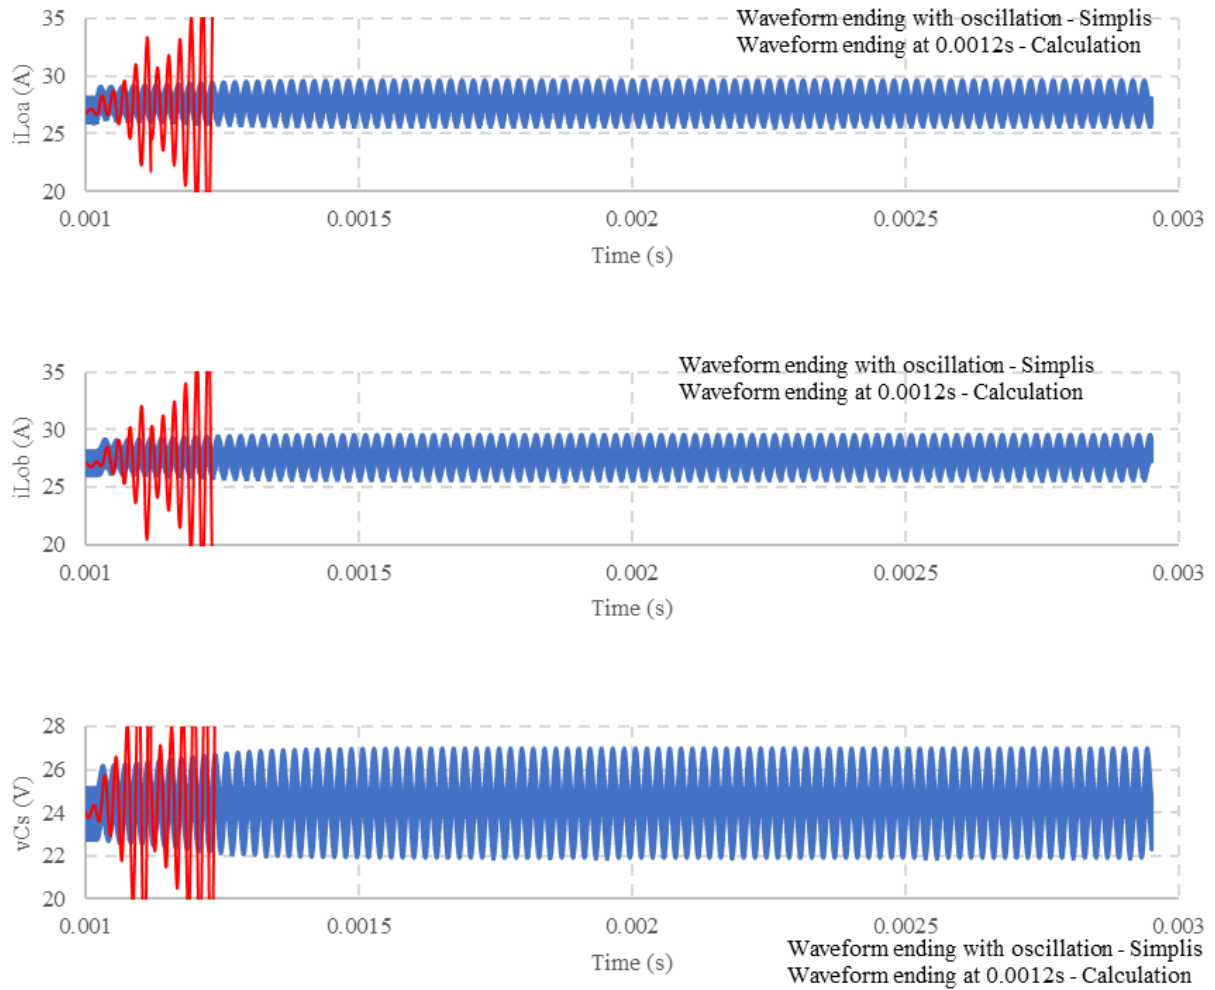 Waveform ending with oscillation - Simplis
Waveform ending at 0.0012s - Calculation
35
30
25
20
iLoa (A)
0.001
0.0015
0.002
0.0025
0.003
Time (s)
Waveform ending with oscillation - Simplis
Waveform ending at 0.0012s - Calculation
35
30
25
20
iLob (A)
0.001
0.0015
0.002
0.0025
0.003
Time (s)
28
26
24
22
20
vCs (V)
0.001
0.0015
0.002
0.0025
0.003
Time (s)
Waveform ending with oscillation - Simplis
Waveform ending at 0.0012s - Calculation